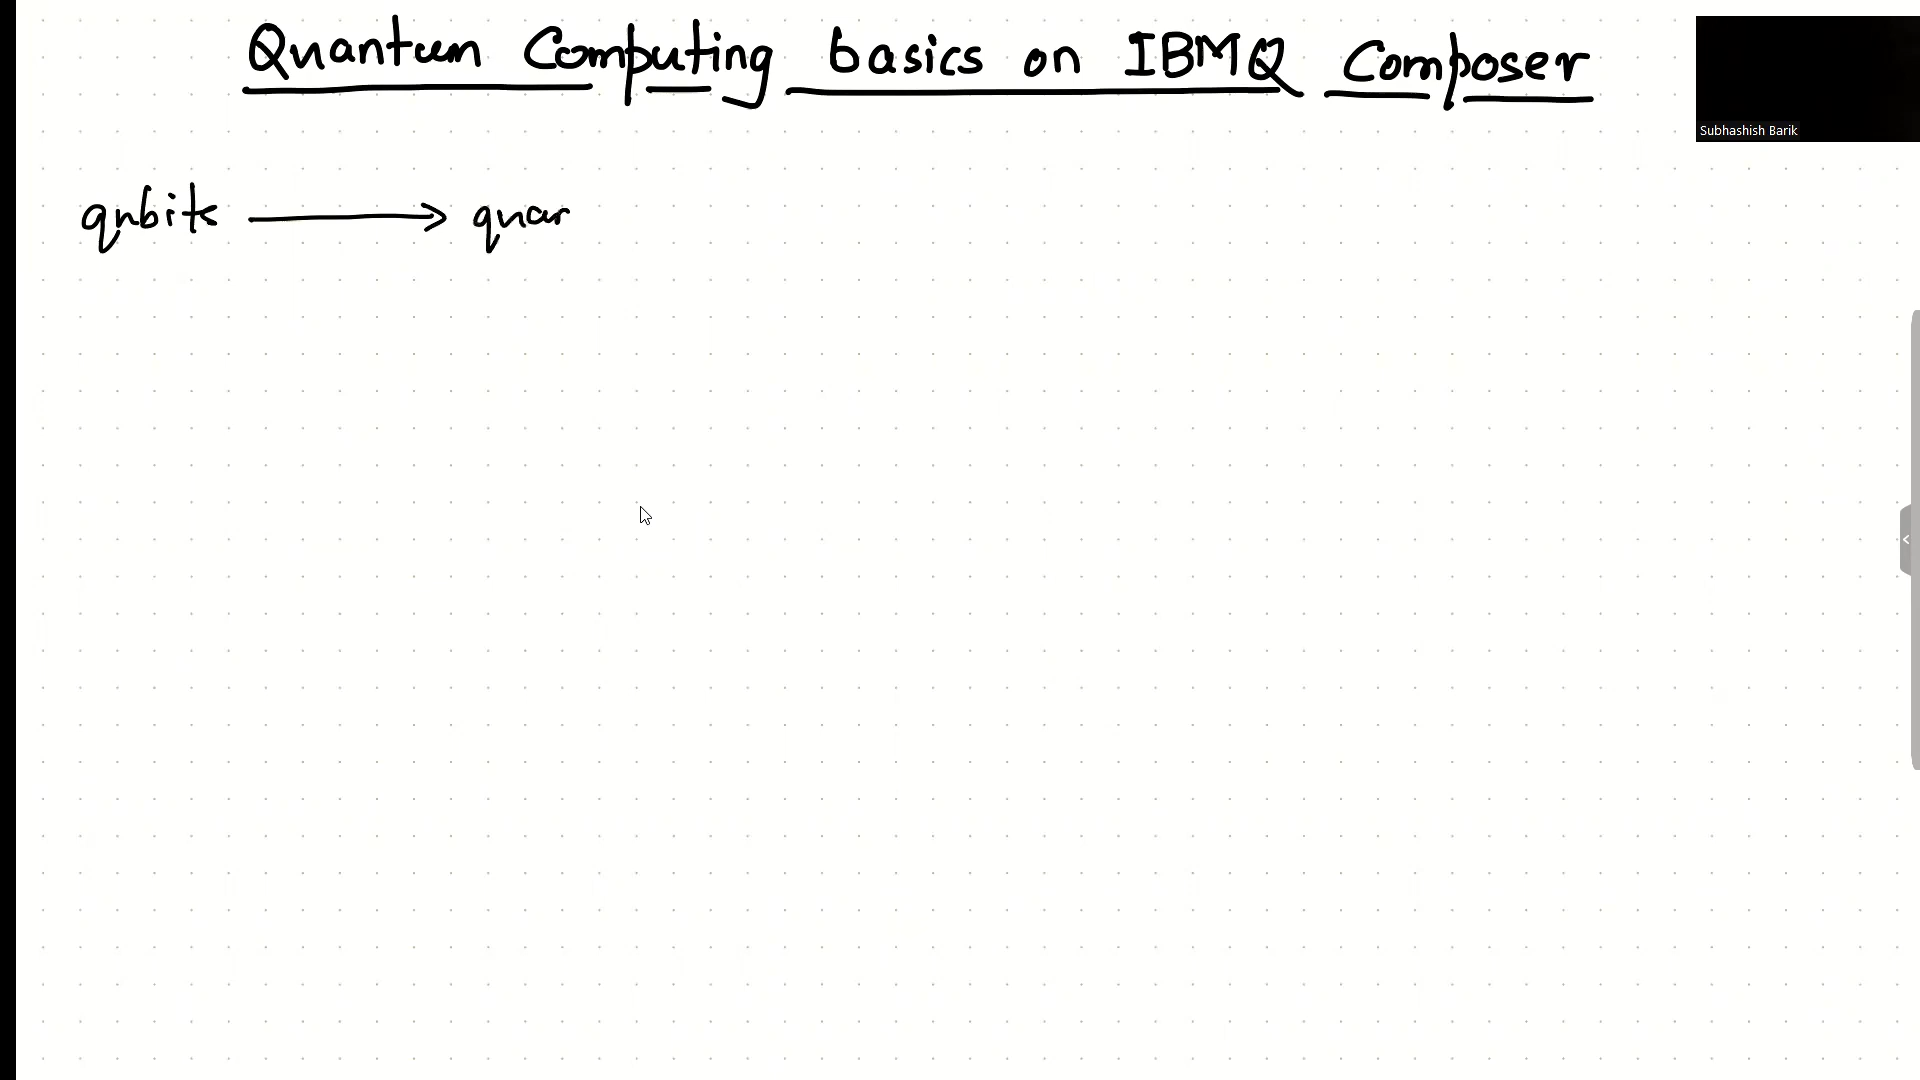 Quantum Computing basics on IBMQ Composer
Subhashish Barik
qubits → quan